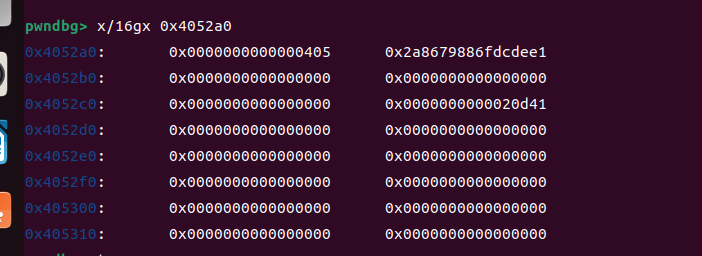 pwndbg> x/16gx 0x4052a0
0x4052a0: 0x0000000000000405 0x2a8679886fdcdee1
0x4052b0: 0x0000000000000000 0x0000000000000000
0x4052c0: 0x0000000000000000 0x0000000000020d41
0x4052d0: 0x0000000000000000 0x0000000000000000
0x4052e0: 0x0000000000000000 0x0000000000000000
0x4052f0: 0x0000000000000000 0x0000000000000000
0x405300: 0x0000000000000000 0x0000000000000000
0x405310: 0x0000000000000000 0x0000000000000000